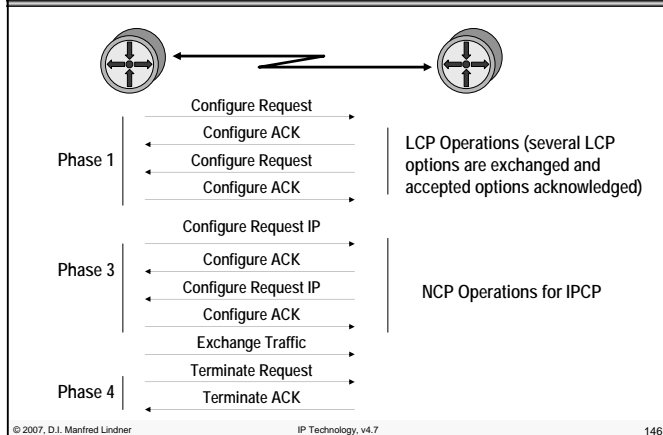 Configure Request
Configure ACK
Phase 1
Configure Request
Configure ACK
LCP Operations (several LCP
options are exchanged and
accepted options acknowledged)
Configure Request IP
Configure ACK
Phase 3
Configure Request IP
Configure ACK
NCP Operations for IPCP
Exchange Traffic
Terminate Request
Phase 4
Terminate ACK
© 2007, D.I. Manfred Lindner
IP Technology, v4.7
146